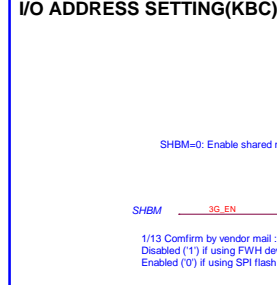 I/O ADDRESS SETTING(KBC)
SHBM=0: Enable shared
SHBM 3G_EN
1/13 Comfirm by vendor mail :
Disabled ('1') if using FWH
Enabled ('0') if using SPI flash